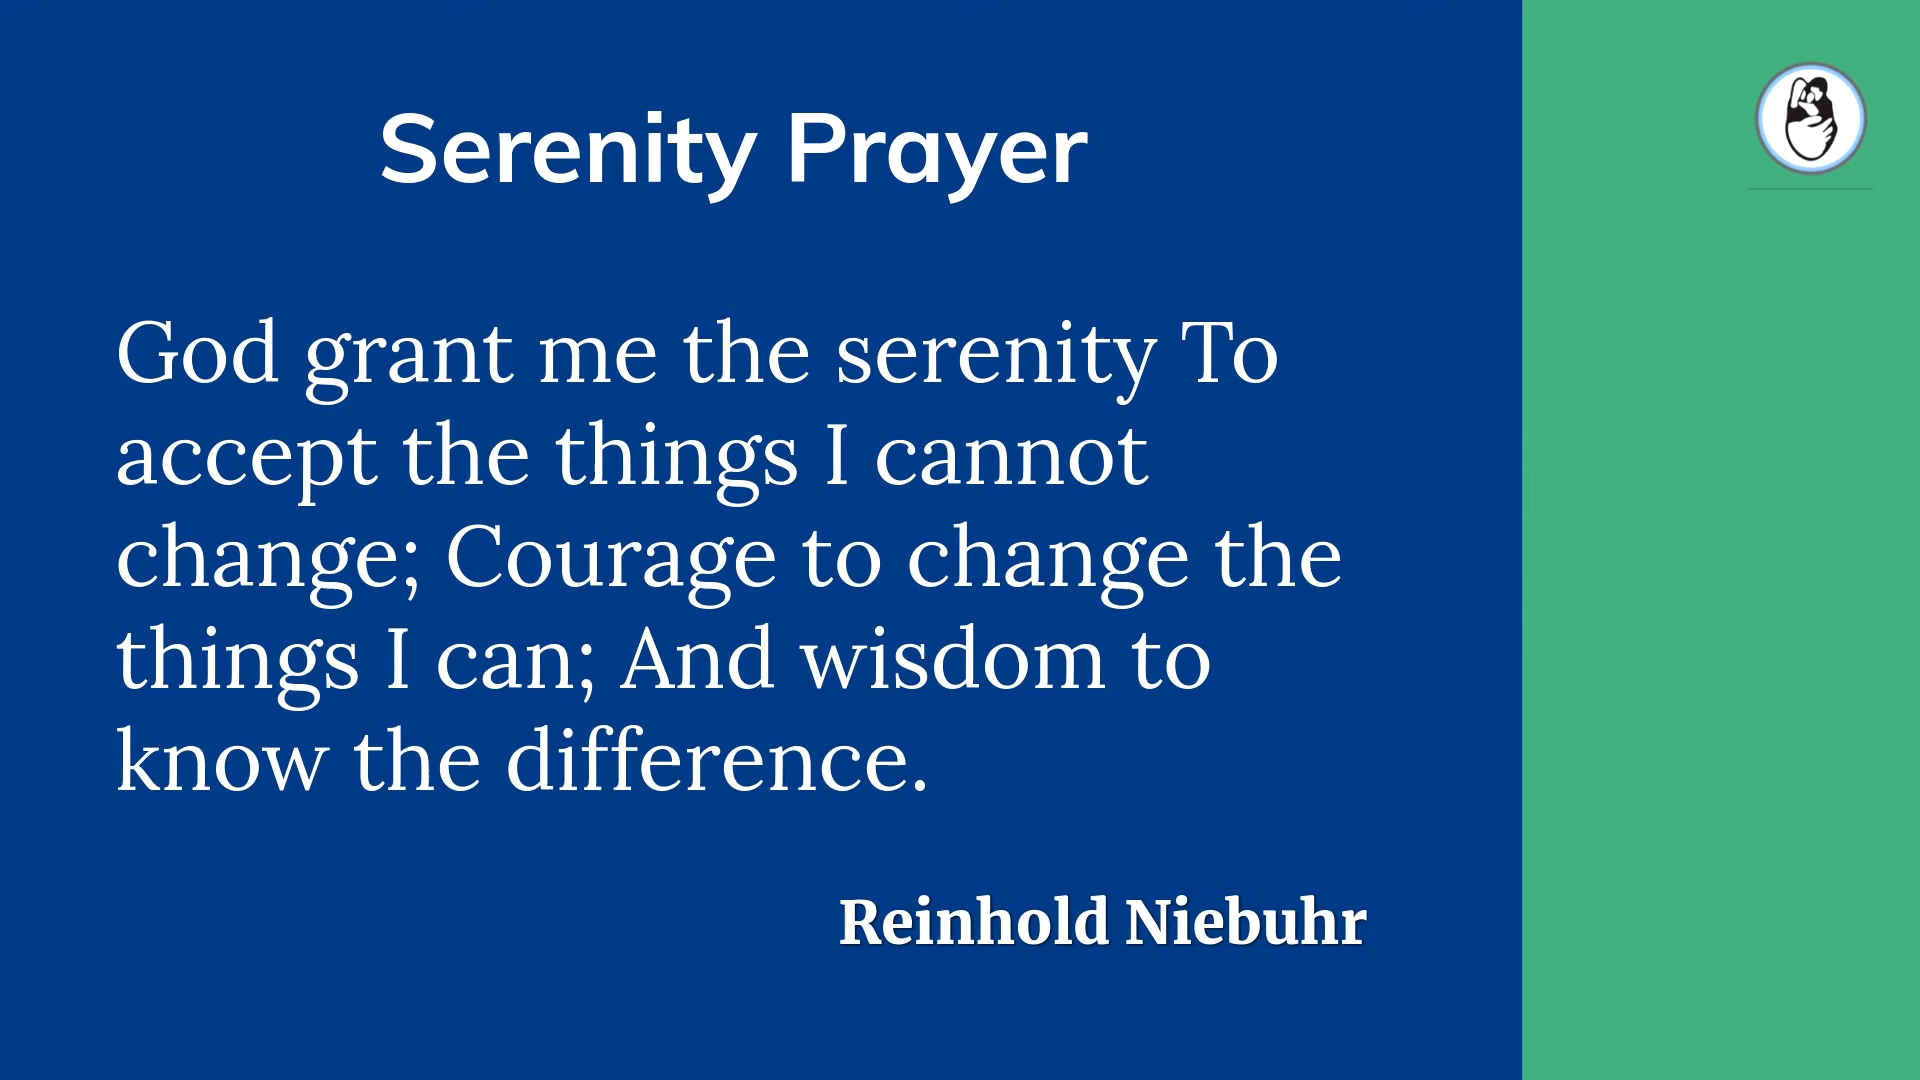 Serenity Prayer
God grant me the serenity To
accept the things I cannot
change; Courage to change the
things I can; And wisdom to
know the difference.
Reinhold Niebuhr